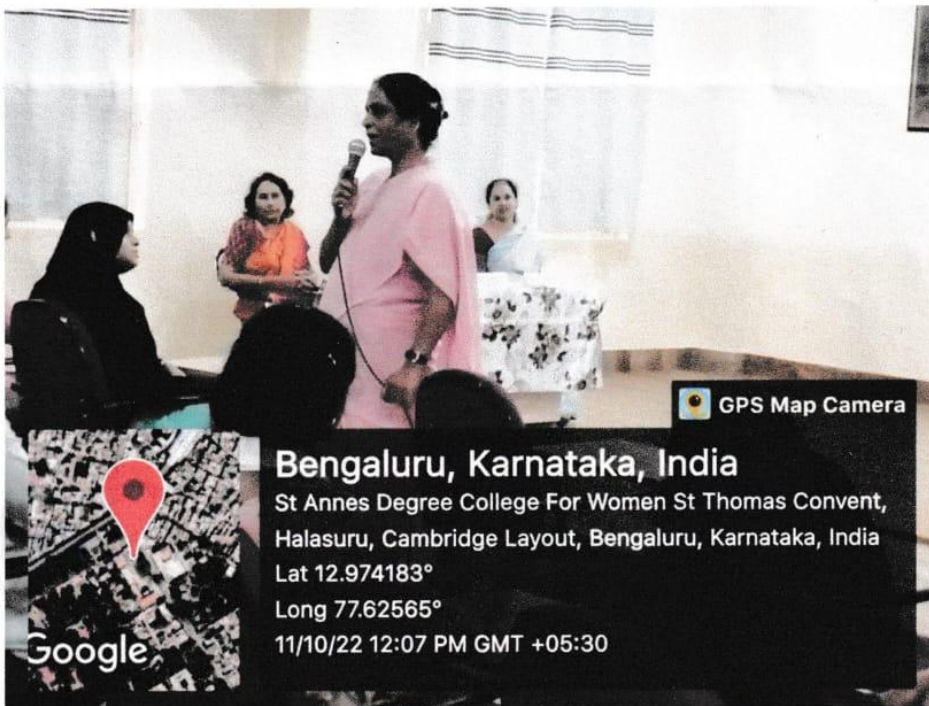 GPS Map Camera
Bengaluru, Karnataka, India
St Annes Degree College For Women St Thomas Convent,
Halasuru, Cambridge Layout, Bengaluru, Karnataka, India
Lat 12.974183°
Long 77.62565°
11/10/22 12:07 PM GMT +05:30
Google